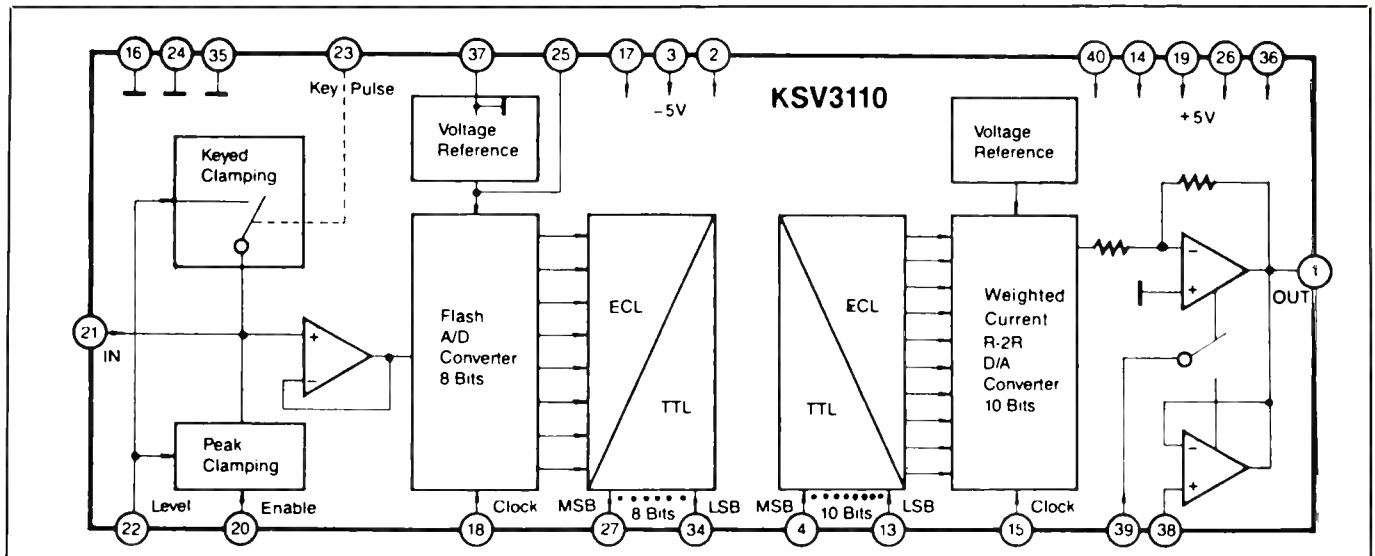 16 24 35 23 37 25 17 3 2 40 14 19 26 36
Key Pulse
-5V
KSV3110
+5V
Keyed
Clamping
Voltage
Reference
Voltage
Reference
21
IN
+
-
Flash
A/D
Converter
8 Bits
ECL
TTL
ECL
TTL
Weighted
Current
R-2R
D/A
Converter
10 Bits
-
+
1
OUT
Peak
Clamping
-
+
Level Enable Clock MSB 8 Bits LSB MSB 10 Bits LSB Clock
22 20 18 27 34 4 13 15 39 38